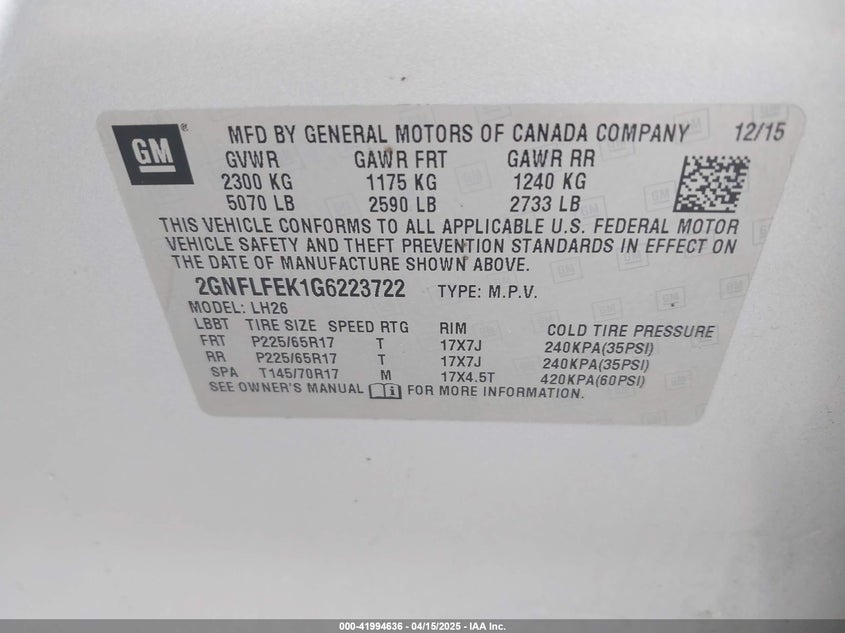 GM ® MFD BY GENERAL MOTORS OF CANADA COMPANY 12/15
GVWR GAWR FRT GAWR RR
2300 KG 1175 KG 1240 KG
5070 LB 2590 LB 2733 LB
THIS VEHICLE CONFORMS TO ALL APPLICABLE U.S. FEDERAL MOTOR
VEHICLE SAFETY AND THEFT PREVENTION STANDARDS IN EFFECT ON
THE DATE OF MANUFACTURE SHOWN ABOVE.
2GNFLFEK1G6223722 TYPE: M.P.V.
MODEL: LH26
LBBT TIRE SIZE SPEED RTG RIM COLD TIRE PRESSURE
FRT P225/65R17 T 17X7J 240KPA(35PSI)
RR P225/65R17 T 17X7J 240KPA(35PSI)
SPA T145/70R17 M 17X4.5T 420KPA(60PSI)
SEE OWNER'S MANUAL FOR MORE INFORMATION.
000-41994636 - 04/15/2025 - IAA Inc.